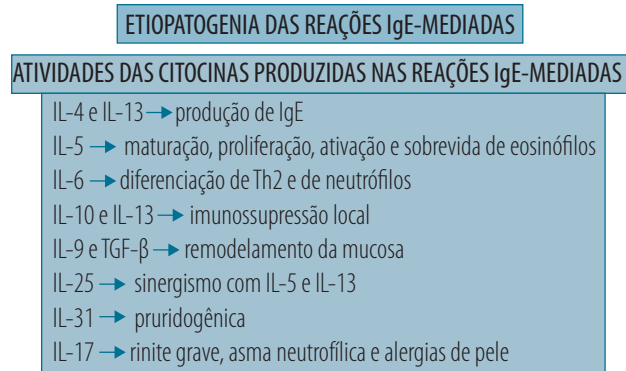 ETIOPATOGENIA DAS REAÇÕES IgE-MEDIADAS
ATIVIDADES DAS CITOCINAS PRODUZIDAS NAS REAÇÕES IgE-MEDIADAS
IL-4 e IL-13 → produção de IgE
IL-5 → maturação, proliferação, ativação e sobrevida de eosinófilos
IL-6 → diferenciação de Th2 e de neutrófilos
IL-10 e IL-13 → imunossupressão local
IL-9 e TGF-β → remodelamento da mucosa
IL-25 → sinergismo com IL-5 e IL-13
IL-31 → pruridogênica
IL-17 → rinite grave, asma neutrofílica e alergias de pele